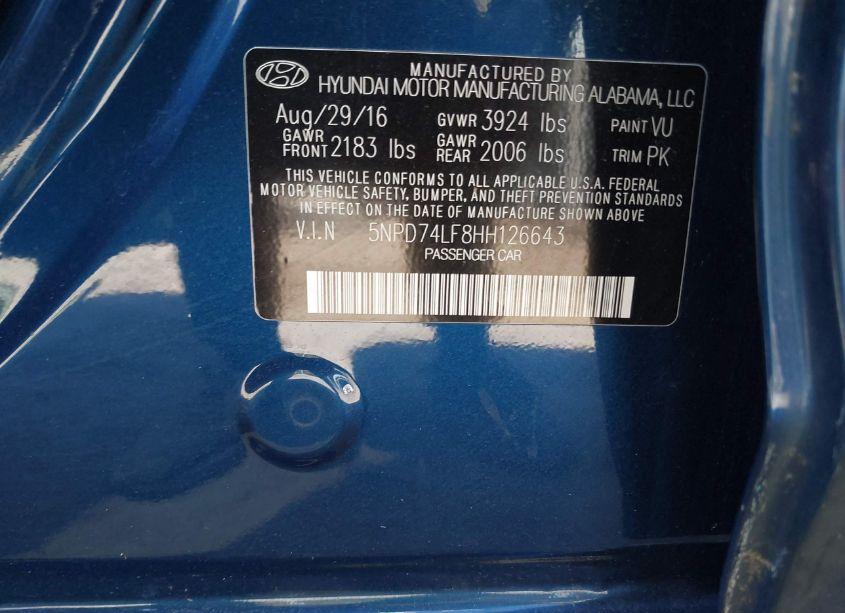 MANUFACTURED BY
HYUNDAI MOTOR MANUFACTURING ALABAMA, LLC
Aug/29/16 GVWR 3924 lbs PAINT VU
GAWR FRONT 2183 lbs GAWR REAR 2006 lbs TRIM PK
THIS VEHICLE CONFORMS TO ALL APPLICABLE U.S.A. FEDERAL
MOTOR VEHICLE SAFETY, BUMPER, AND THEFT PREVENTION STANDARDS
IN EFFECT ON THE DATE OF MANUFACTURE SHOWN ABOVE
V.I.N 5NPD74LF8HH126643
PASSENGER CAR